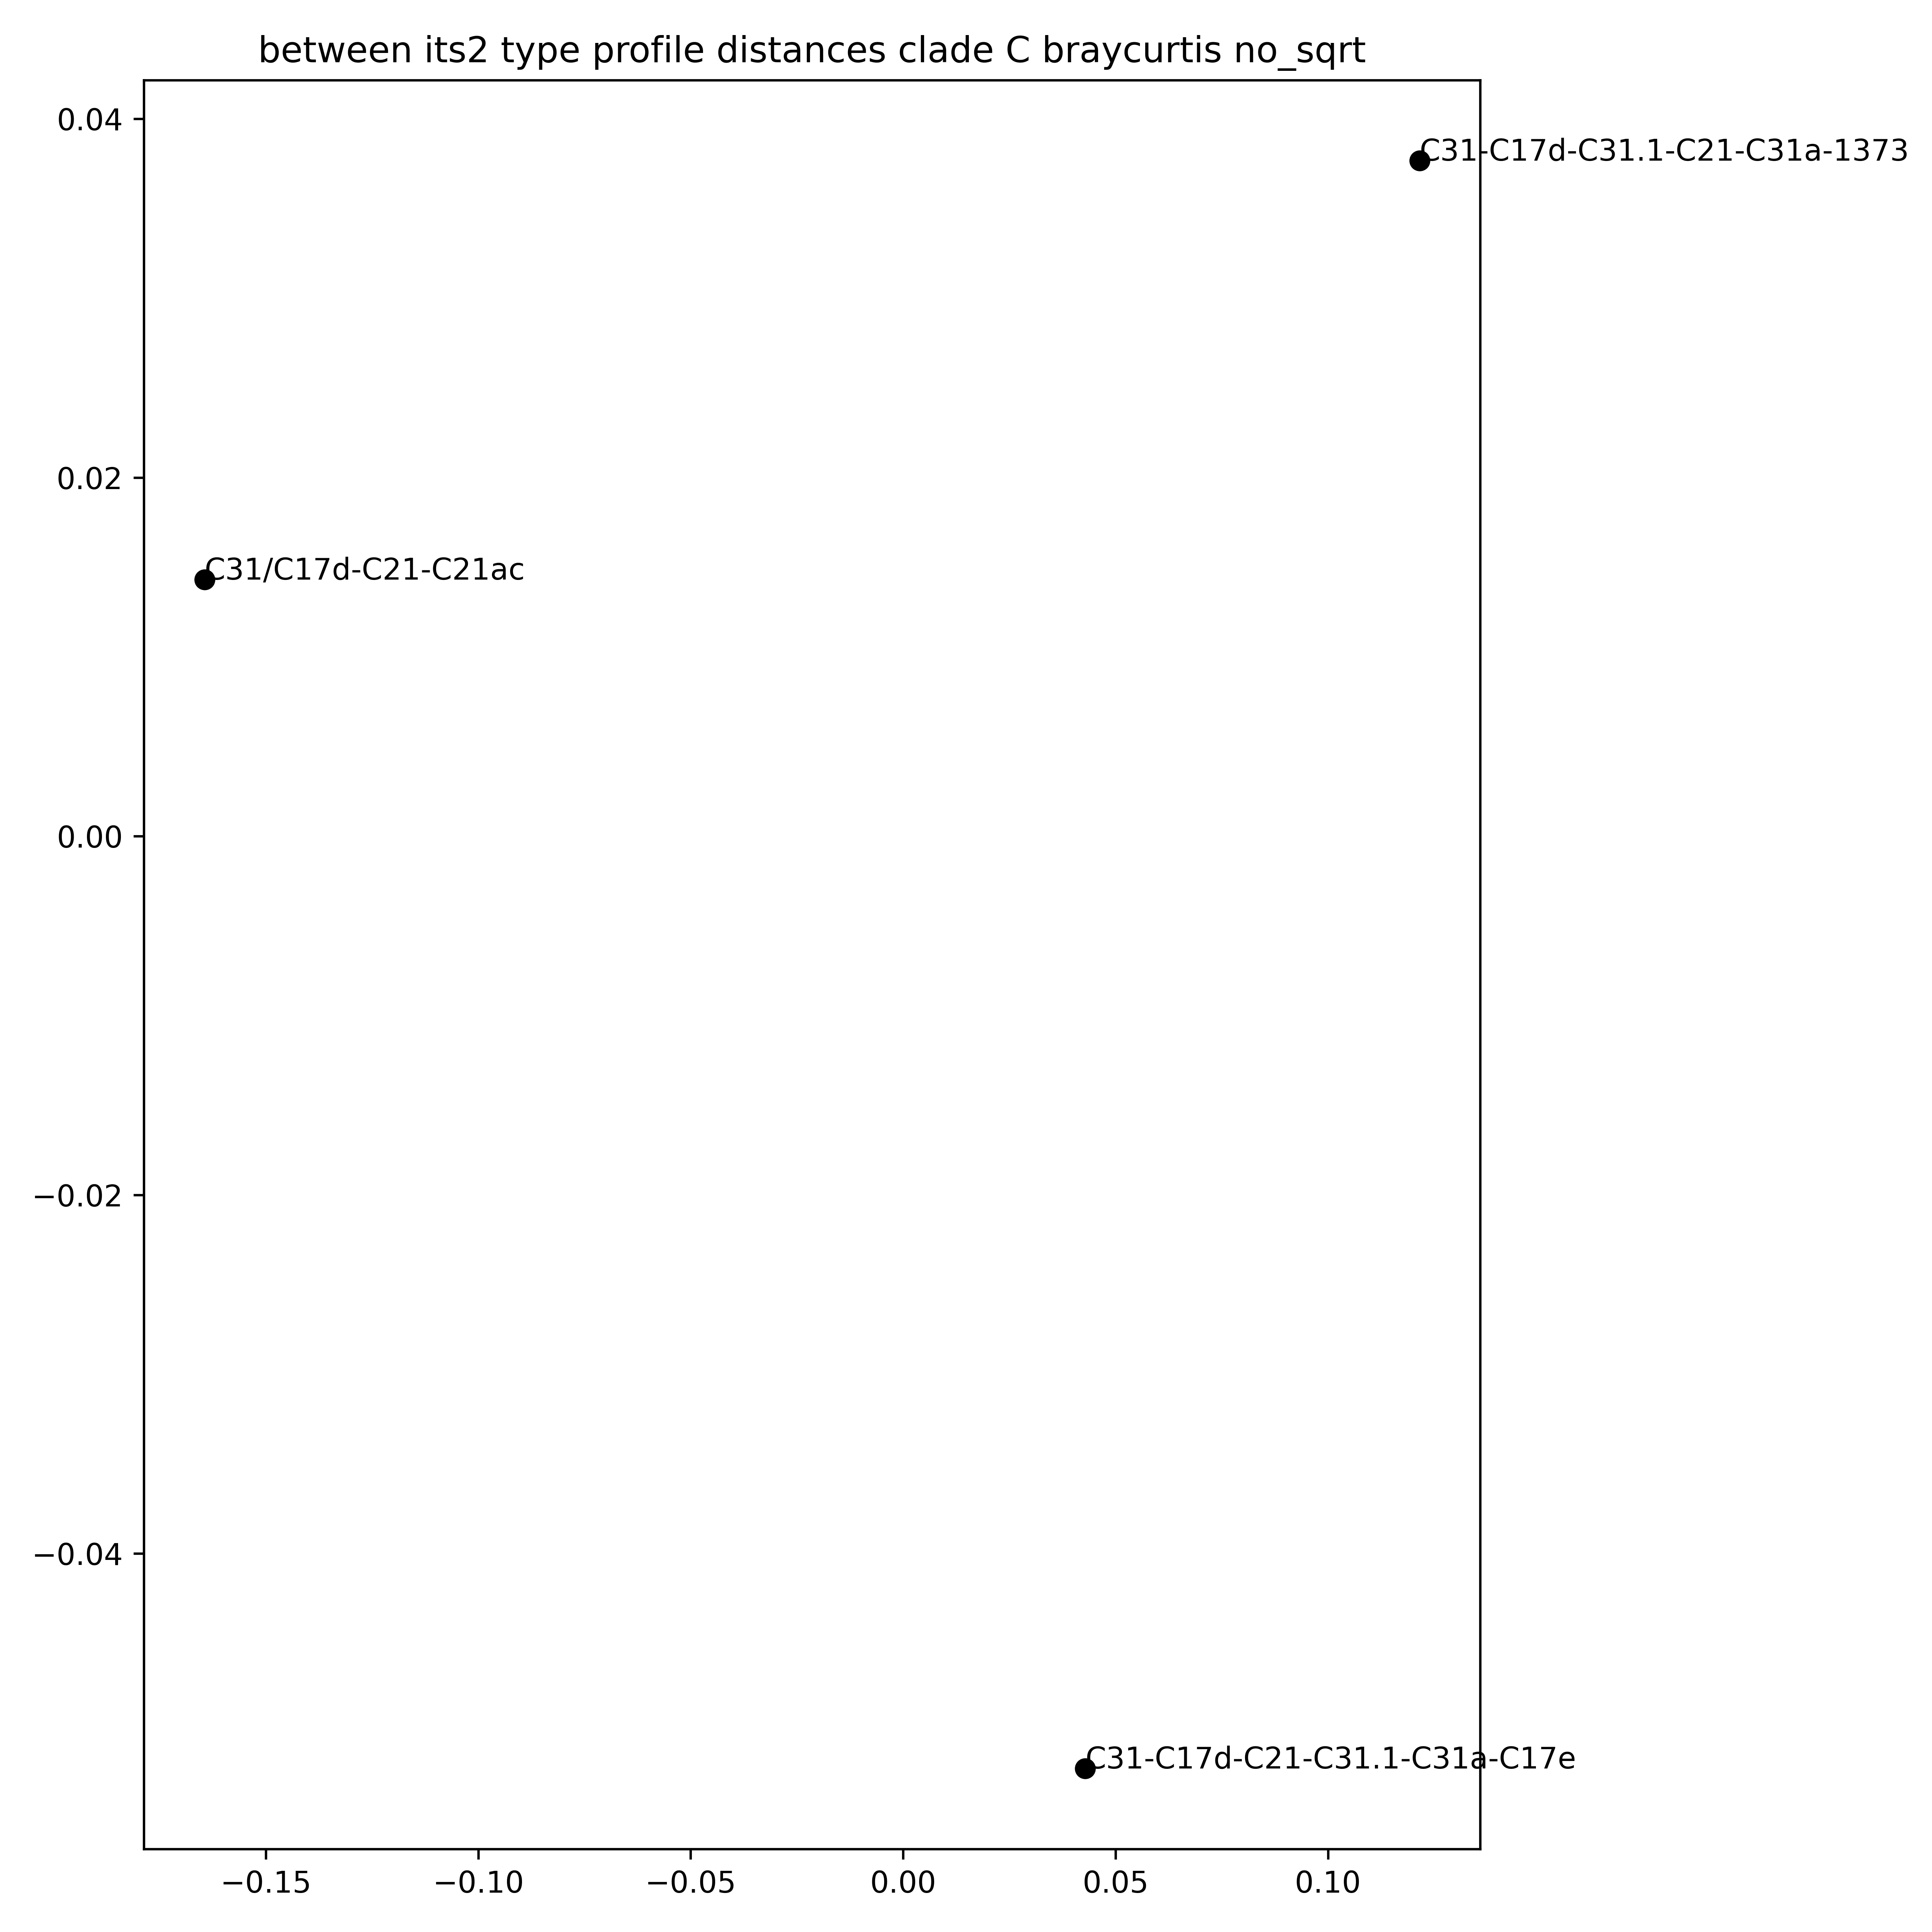 between its2 type profile distances clade C braycurtis no_sqrt
0.04
C31-C17d-C31.1-C21-C31a-1373
0.02
C31/C17d-C21-C21ac
0.00
−0.02
−0.04
C31-C17d-C21-C31.1-C31a-C17e
−0.15 −0.10 −0.05 0.00 0.05 0.10